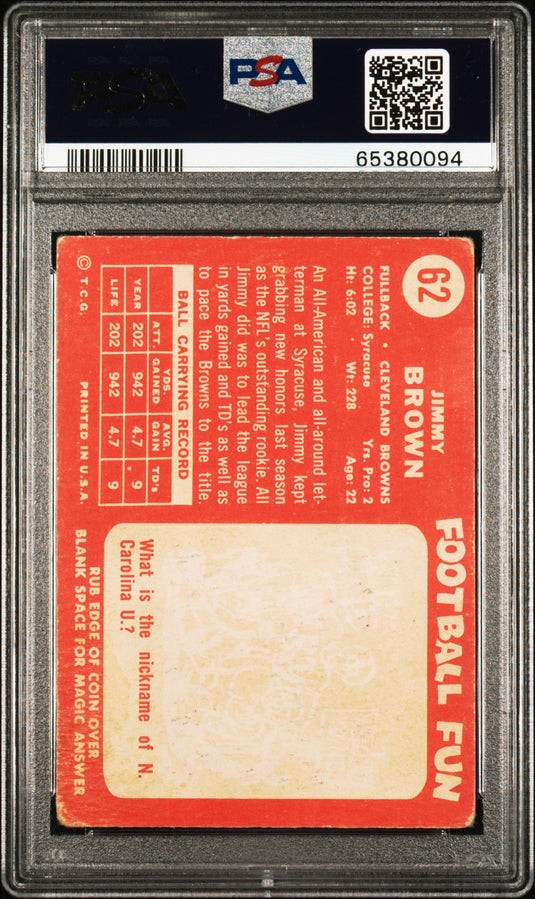 PSA
PSA
65380094
62
JIMMY
BROWN
FULLBACK • CLEVELAND BROWNS
COLLEGE: Syracuse Yrs. Pro: 2
Ht: 6:02 • Wt: 228 Age: 22
An All-American and all-around let-
terman at Syracuse, Jimmy kept
grabbing new honors last season
as the NFL's outstanding rookie. All
Jimmy did was to lead the league
in yards gained and TD's as well as
to pace the Browns to the title.
BALL CARRYING RECORD
ATT. YDS. GAINED AVG. GAIN TD's
YEAR 202 942 4.7 9
LIFE 202 942 4.7 9
© T.C.G. PRINTED IN U.S.A.
FOOTBALL FUN
What is the nickname of N.
Carolina U.?
RUB EDGE OF COIN OVER
BLANK SPACE FOR MAGIC ANSWER
PSA